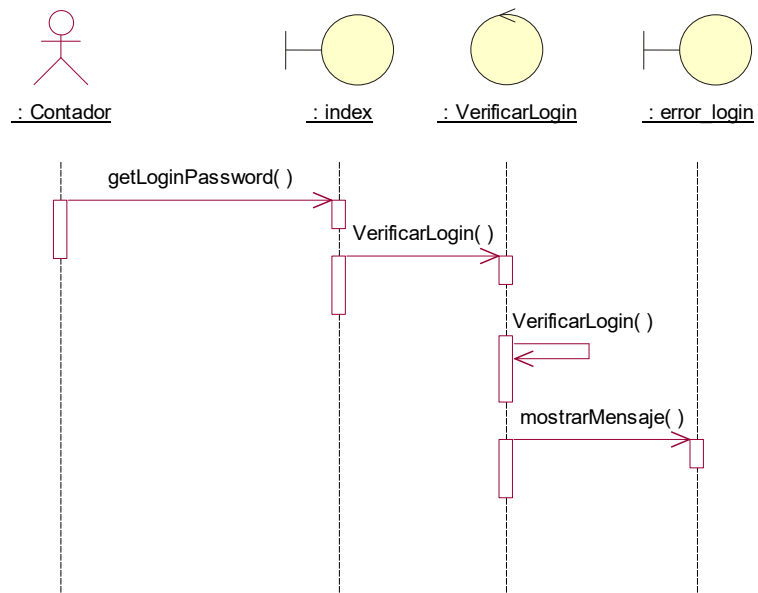 : Contador
: index
: VerificarLogin
: error_login
getLoginPassword( )
VerificarLogin( )
VerificarLogin( )
mostrarMensaje( )